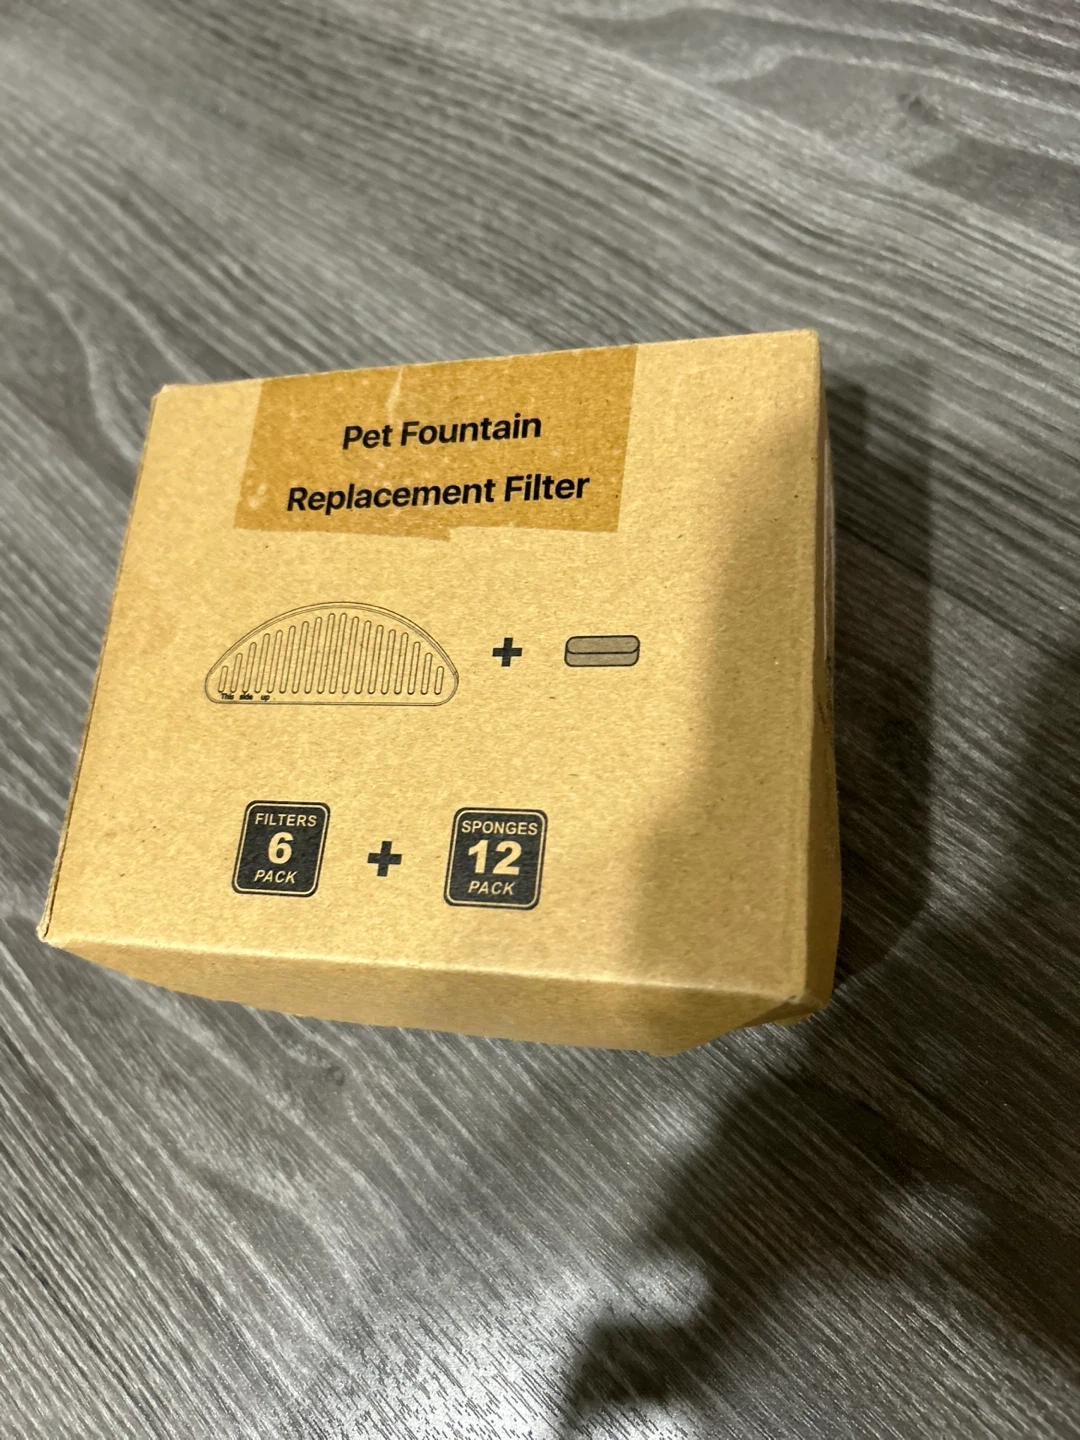 Pet Fountain
Replacement Filter
This side up
FILTERS
6
PACK
SPONGES
12
PACK